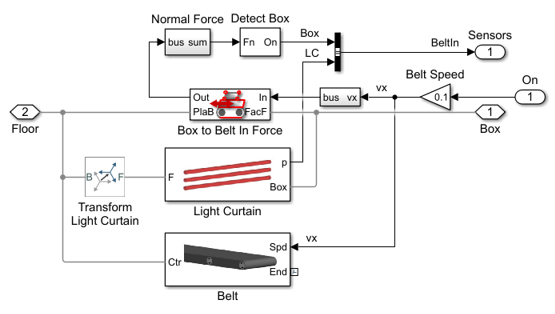 Normal Force
Detect Box
bus sum
Fn On
Box
LC
BeltIn
Sensors
1
Belt Speed
On
1
0.1
vx
bus vx
Out
In
PlaB
FacF
Box to Belt In Force
2
Floor
1
Box
B F
Transform
Light Curtain
F
p
Box
Light Curtain
vx
Spd
Ctr
End
Belt